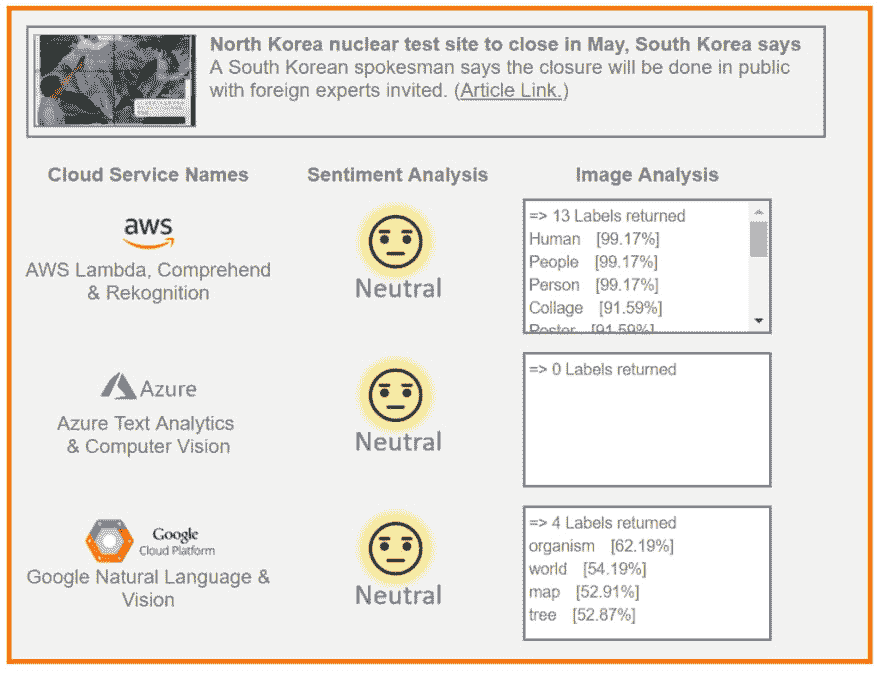 North Korea nuclear test site to close in May, South Korea says
A South Korean spokesman says the closure will be done in public
with foreign experts invited. (Article Link.)
Cloud Service Names
Sentiment Analysis
Image Analysis
aws
AWS Lambda, Comprehend
& Rekognition
Neutral
=> 13 Labels returned
Human [99.17%]
People [99.17%]
Person [99.17%]
Collage [91.59%]
Poster [91.59%]
Azure
Azure Text Analytics
& Computer Vision
Neutral
=> 0 Labels returned
Google
Cloud Platform
Google Natural Language &
Vision
Neutral
=> 4 Labels returned
organism [62.19%]
world [54.19%]
map [52.91%]
tree [52.87%]